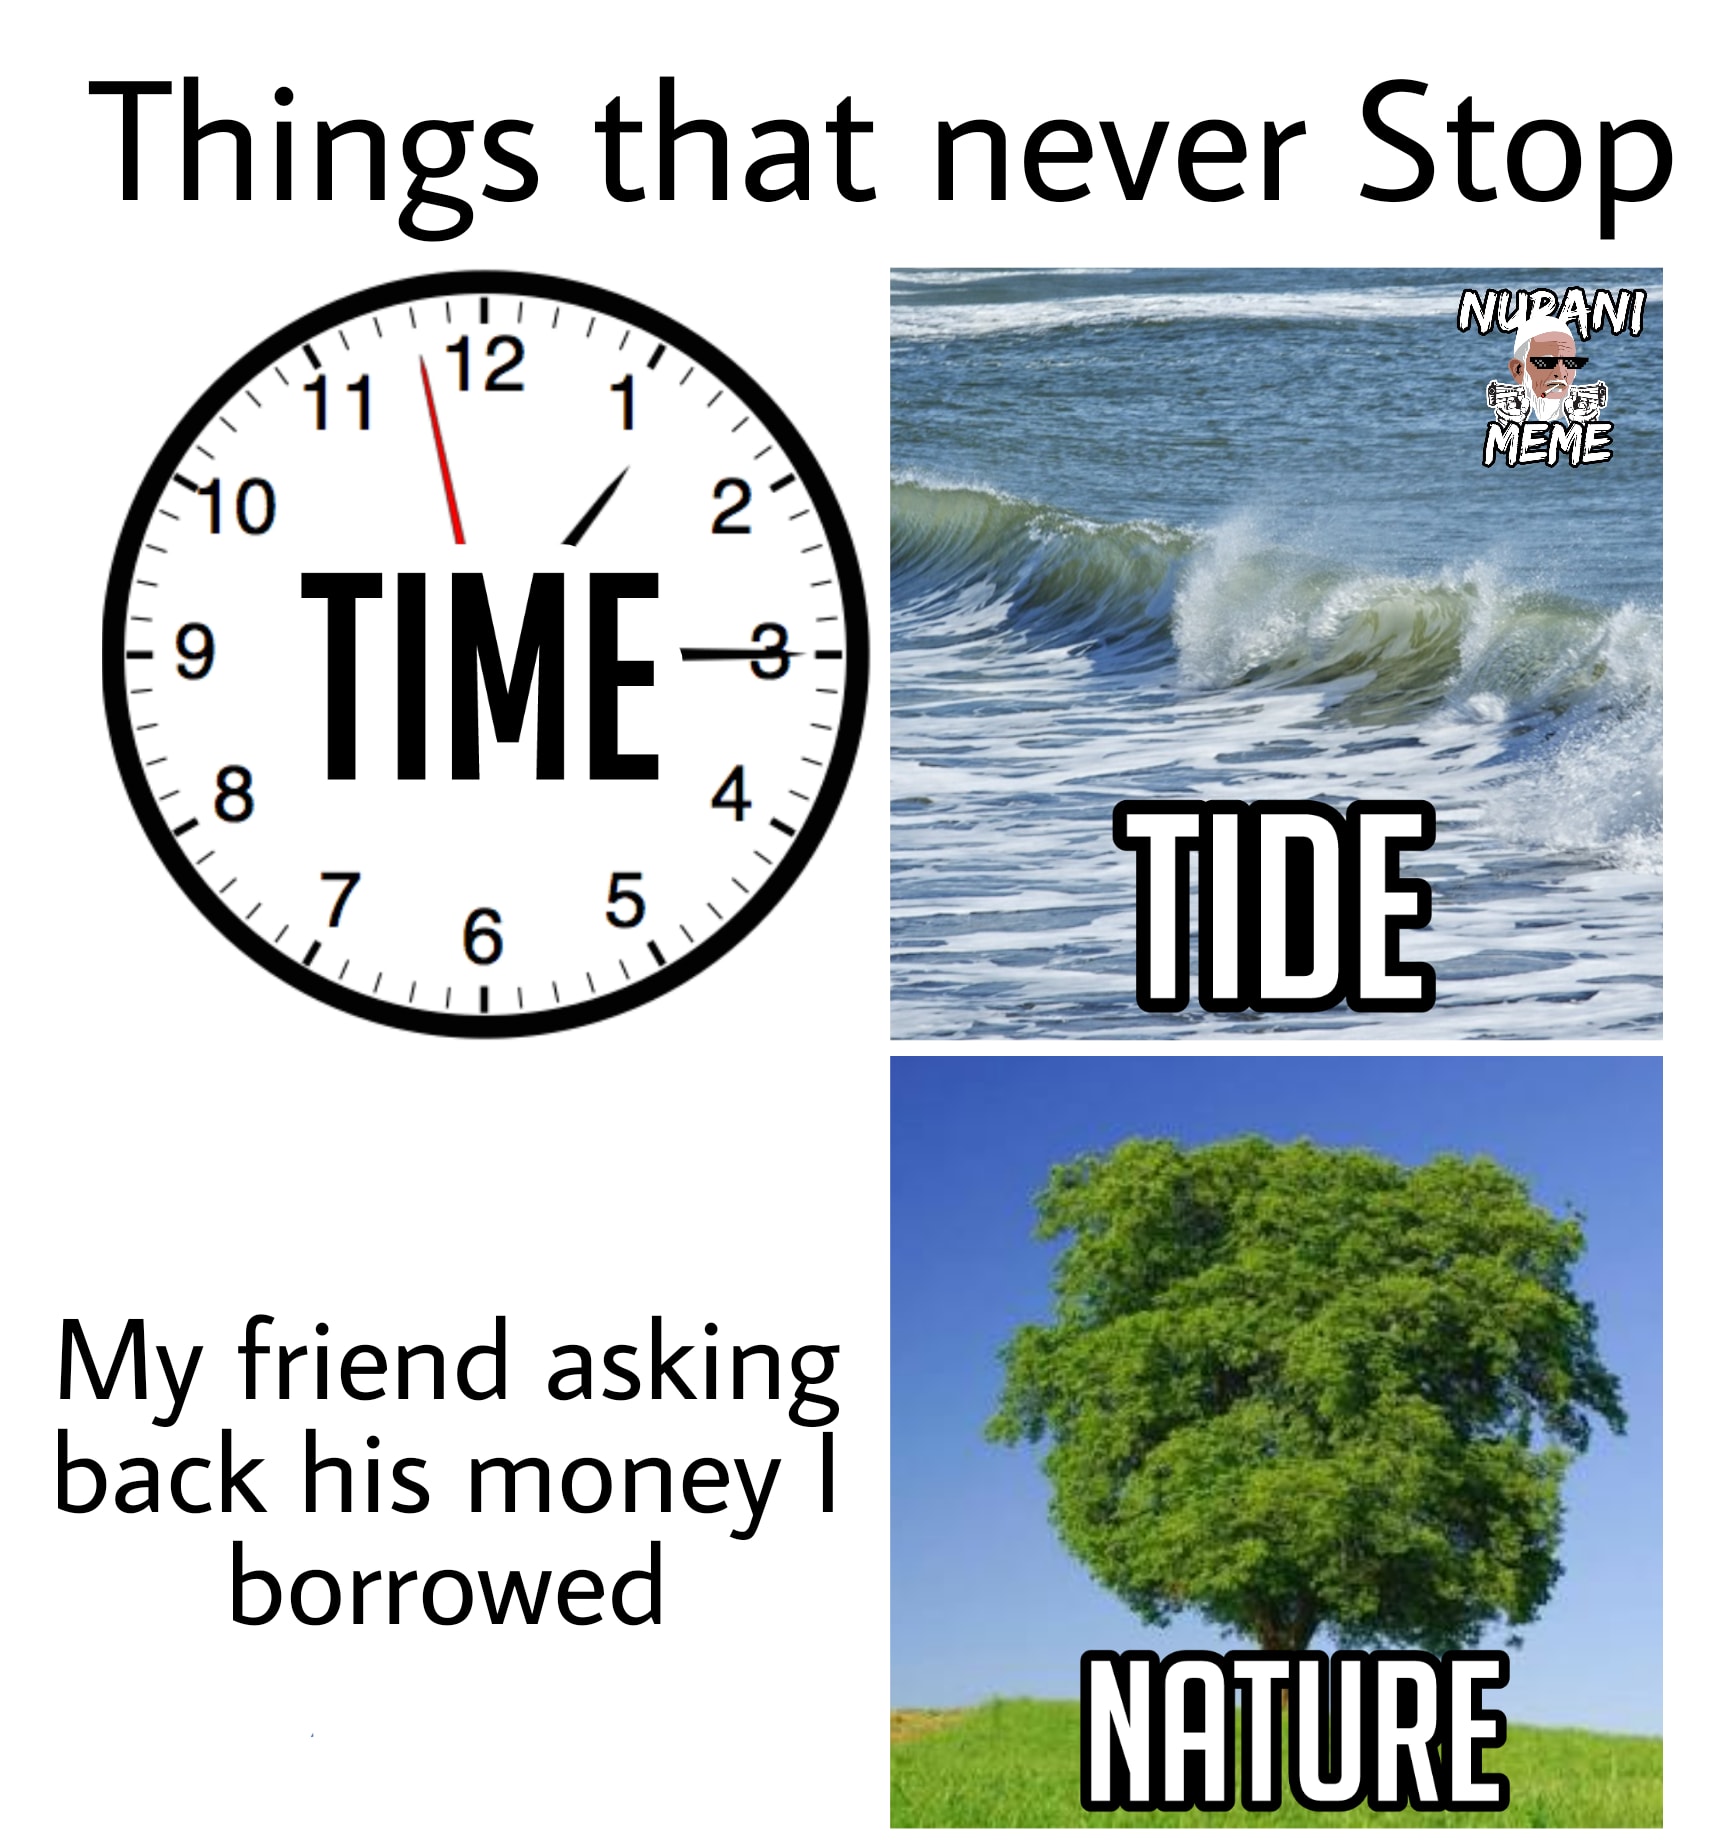 Things that never Stop
12
11
1
10
2
9
3
8
4
7
5
6
TIME
NURANI
MEME
TIDE
My friend asking
back his money I
borrowed
NATURE